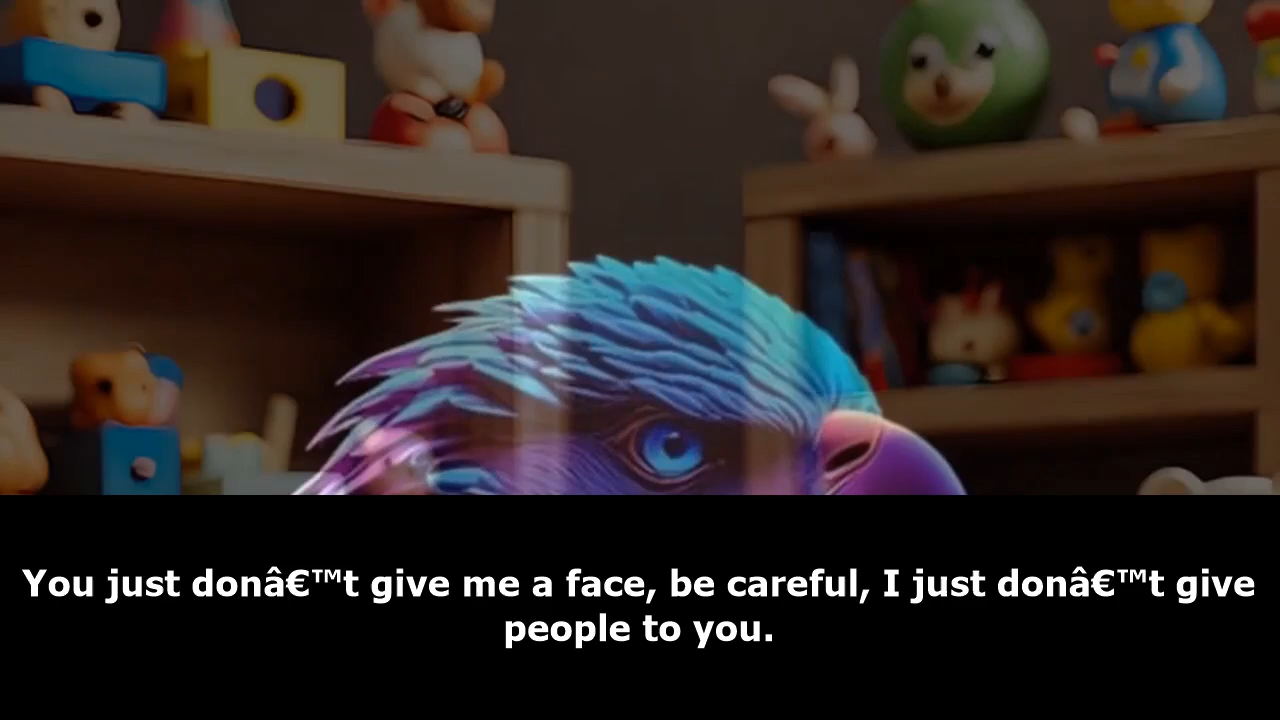 You just donâ€™t give me a face, be careful, I just donâ€™t give
people to you.